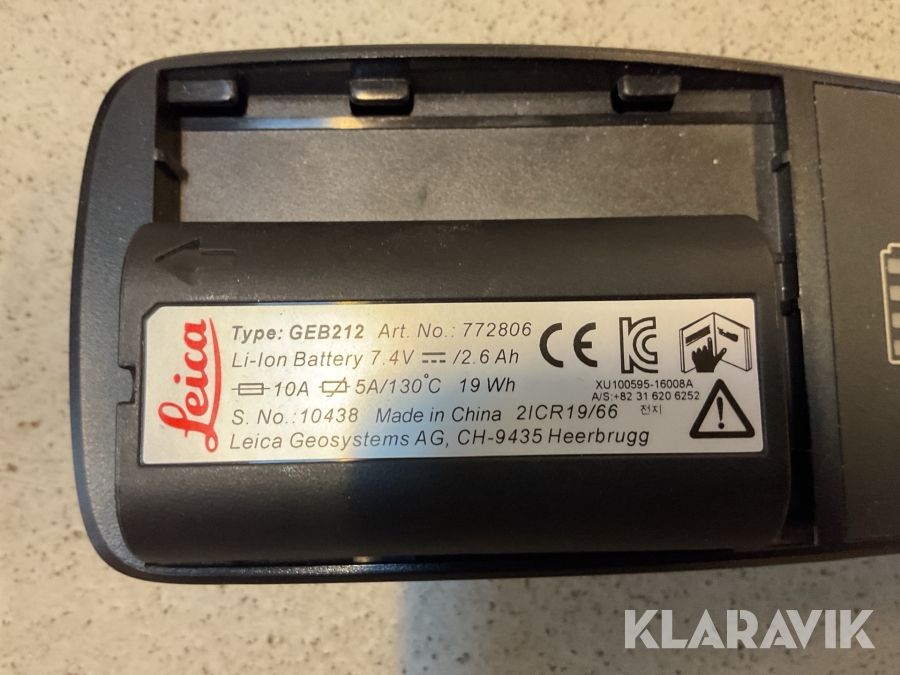 Leica
Type: GEB212 Art. No.: 772806
Li-Ion Battery 7.4V /2.6 Ah
10A 5A/130°C 19 Wh
S. No.: 10438 Made in China 2ICR19/66
Leica Geosystems AG, CH-9435 Heerbrugg
CE
KC
XU100595-16008A
A/S:+82 31 620 6252
전지
KLARAVIK